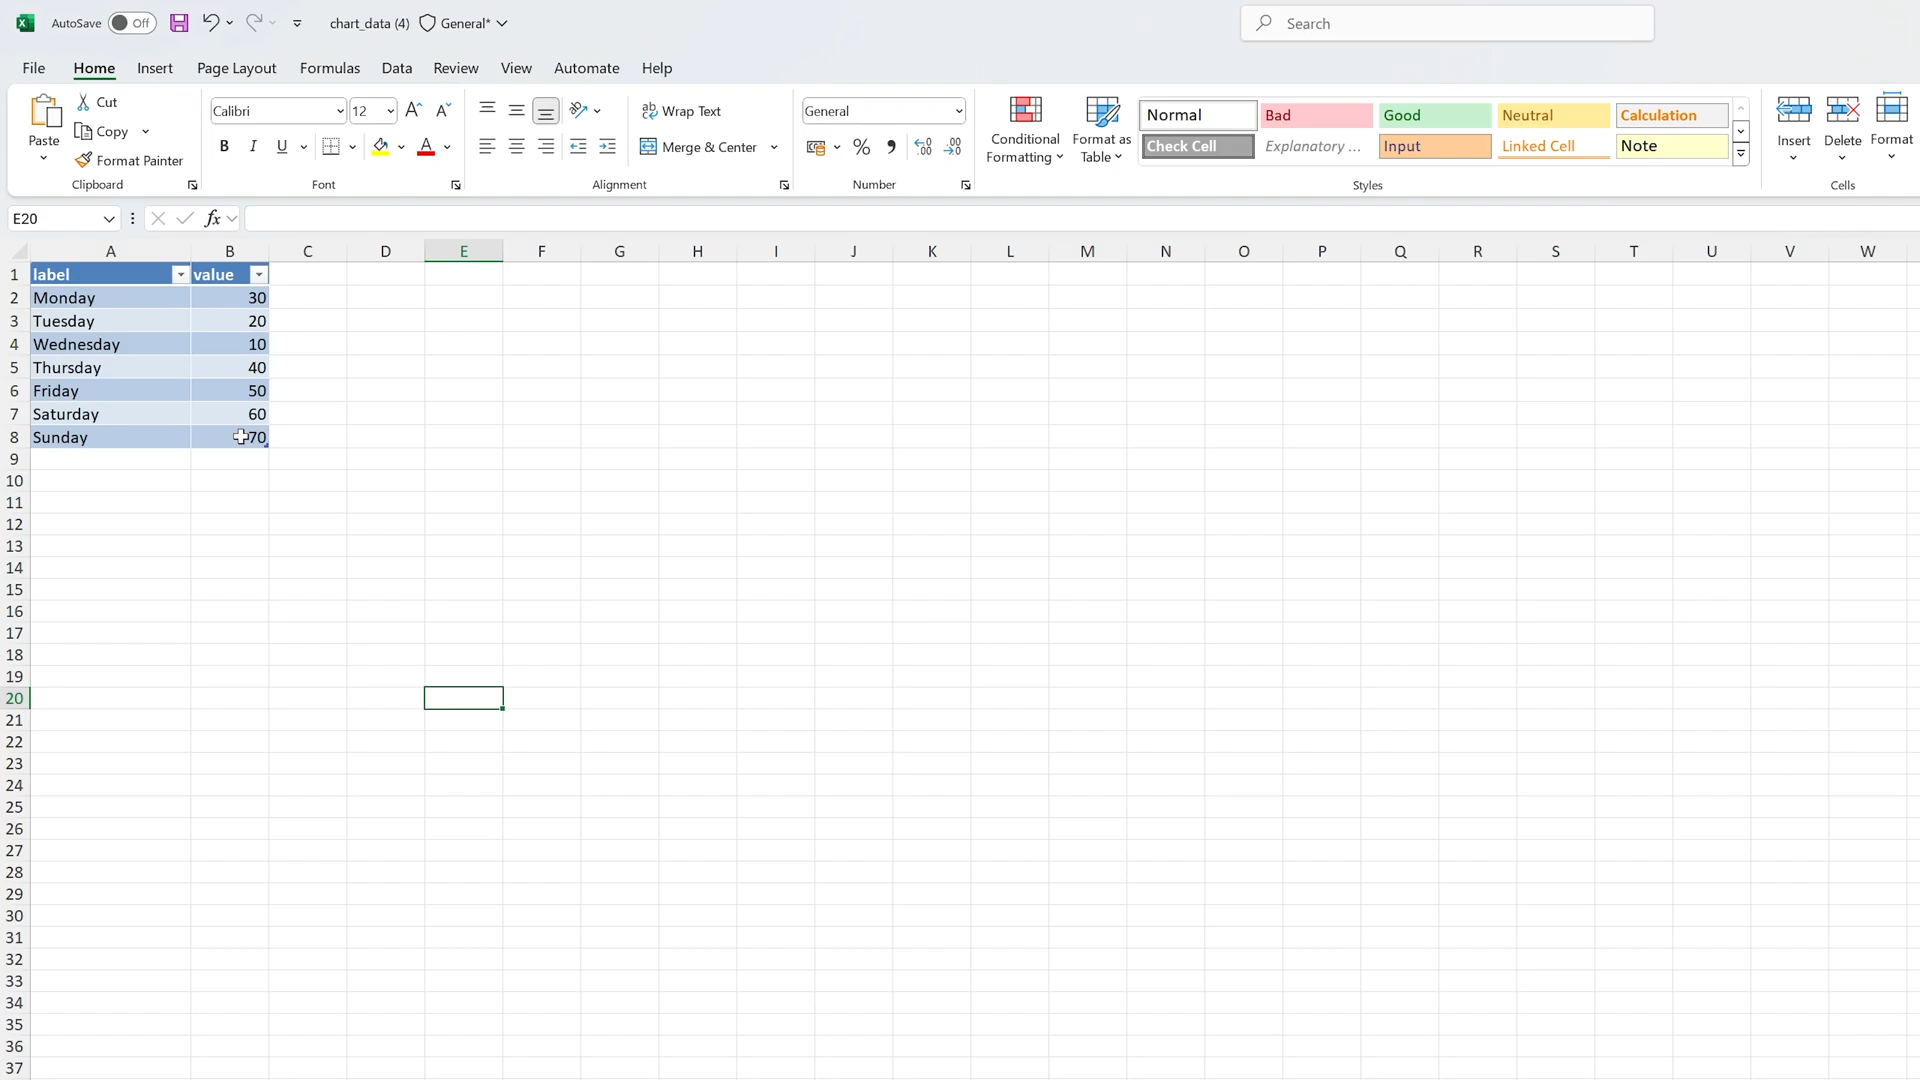 AutoSave Off chart_data (4) General* Search
File Home Insert Page Layout Formulas Data Review View Automate Help
Paste Cut Copy Format Painter Clipboard
Calibri 12 B I U A Font
Wrap Text Merge & Center Alignment
General % Number
Conditional Formatting Format as Table
Normal Bad Good Neutral Calculation
Check Cell Explanatory ... Input Linked Cell Note
Styles
Insert Delete Format
Cells
E20 fx
A B C D E F G H I J K L M N O P Q R S T U V W
1 label value
2 Monday 30
3 Tuesday 20
4 Wednesday 10
5 Thursday 40
6 Friday 50
7 Saturday 60
8 Sunday 70
9
10
11
12
13
14
15
16
17
18
19
20
21
22
23
24
25
26
27
28
29
30
31
32
33
34
35
36
37